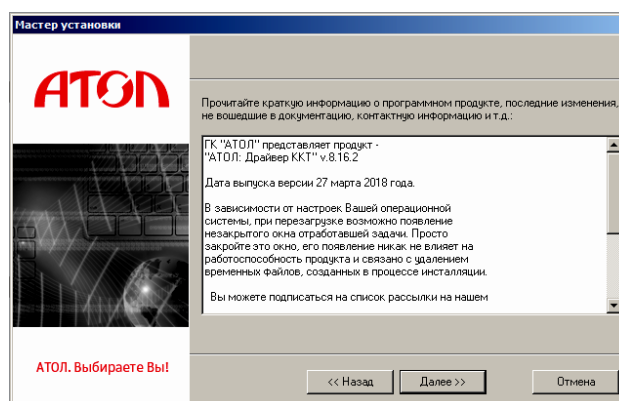 Мастер установки
АТОЛ
Прочитайте краткую информацию о программном продукте, последние изменения,
не вошедшие в документацию, контактную информацию и т.д.:
ГК "АТОЛ" представляет продукт -
"АТОЛ: Драйвер ККТ" v.8.16.2
Дата выпуска версии 27 марта 2018 года.
В зависимости от настроек Вашей операционной
системы, при перезагрузке возможно появление
незакрытого окна отработавшей задачи. Просто
закройте это окно, его появление никак не влияет на
работоспособность продукта и связано с удалением
временных файлов, созданных в процессе инсталляции.
Вы можете подписаться на список рассылки на нашем
АТОЛ. Выбираете Вы!
<< Назад
Далее >>
Отмена